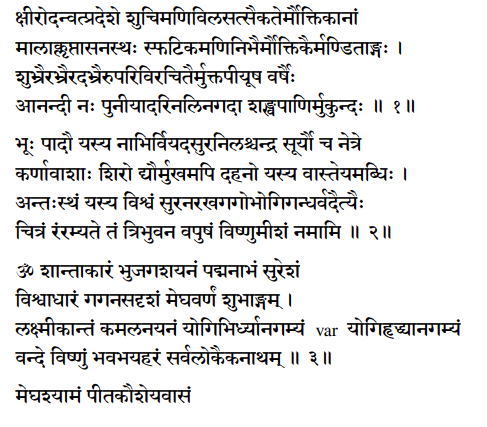 क्षीरोदन्वत्प्रदेशे शुचिमणिविलसत्सैकतेर्मौक्तिकानां
मालाकॢप्तासनस्थः स्फटिकमणिनिभैर्मौक्तिकैर्मण्डिताङ्गः ।
शुभ्रैरभ्रैरदभ्रैरुपरिविरचितैर्मुक्तपीयूष वर्षैः
आनन्दी नः पुनीयादरिनलिनगदा शङ्खपाणिर्मुकुन्दः ॥ १॥
भूः पादौ यस्य नाभिर्वियदसुरनिलश्चन्द्र सूर्यौ च नेत्रे
कर्णावाशाः शिरो द्यौर्मुखमपि दहनो यस्य वास्तेयमब्धिः ।
अन्तःस्थं यस्य विश्वं सुरनरखगगोभोगिगन्धर्वदैत्यैः
चित्रं रंरम्यते तं त्रिभुवन वपुषं विष्णुमीशं नमामि ॥ २॥
ॐ शान्ताकारं भुजगशयनं पद्मनाभं सुरेशं
विश्वाधारं गगनसदृशं मेघवर्णं शुभाङ्गम् ।
लक्ष्मीकान्तं कमलनयनं योगिभिर्ध्यानगम्यं var योगिहृद्ध्यानगम्यं
वन्दे विष्णुं भवभयहरं सर्वलोकैकनाथम् ॥ ३॥
मेघश्यामं पीतकौशेयवासं